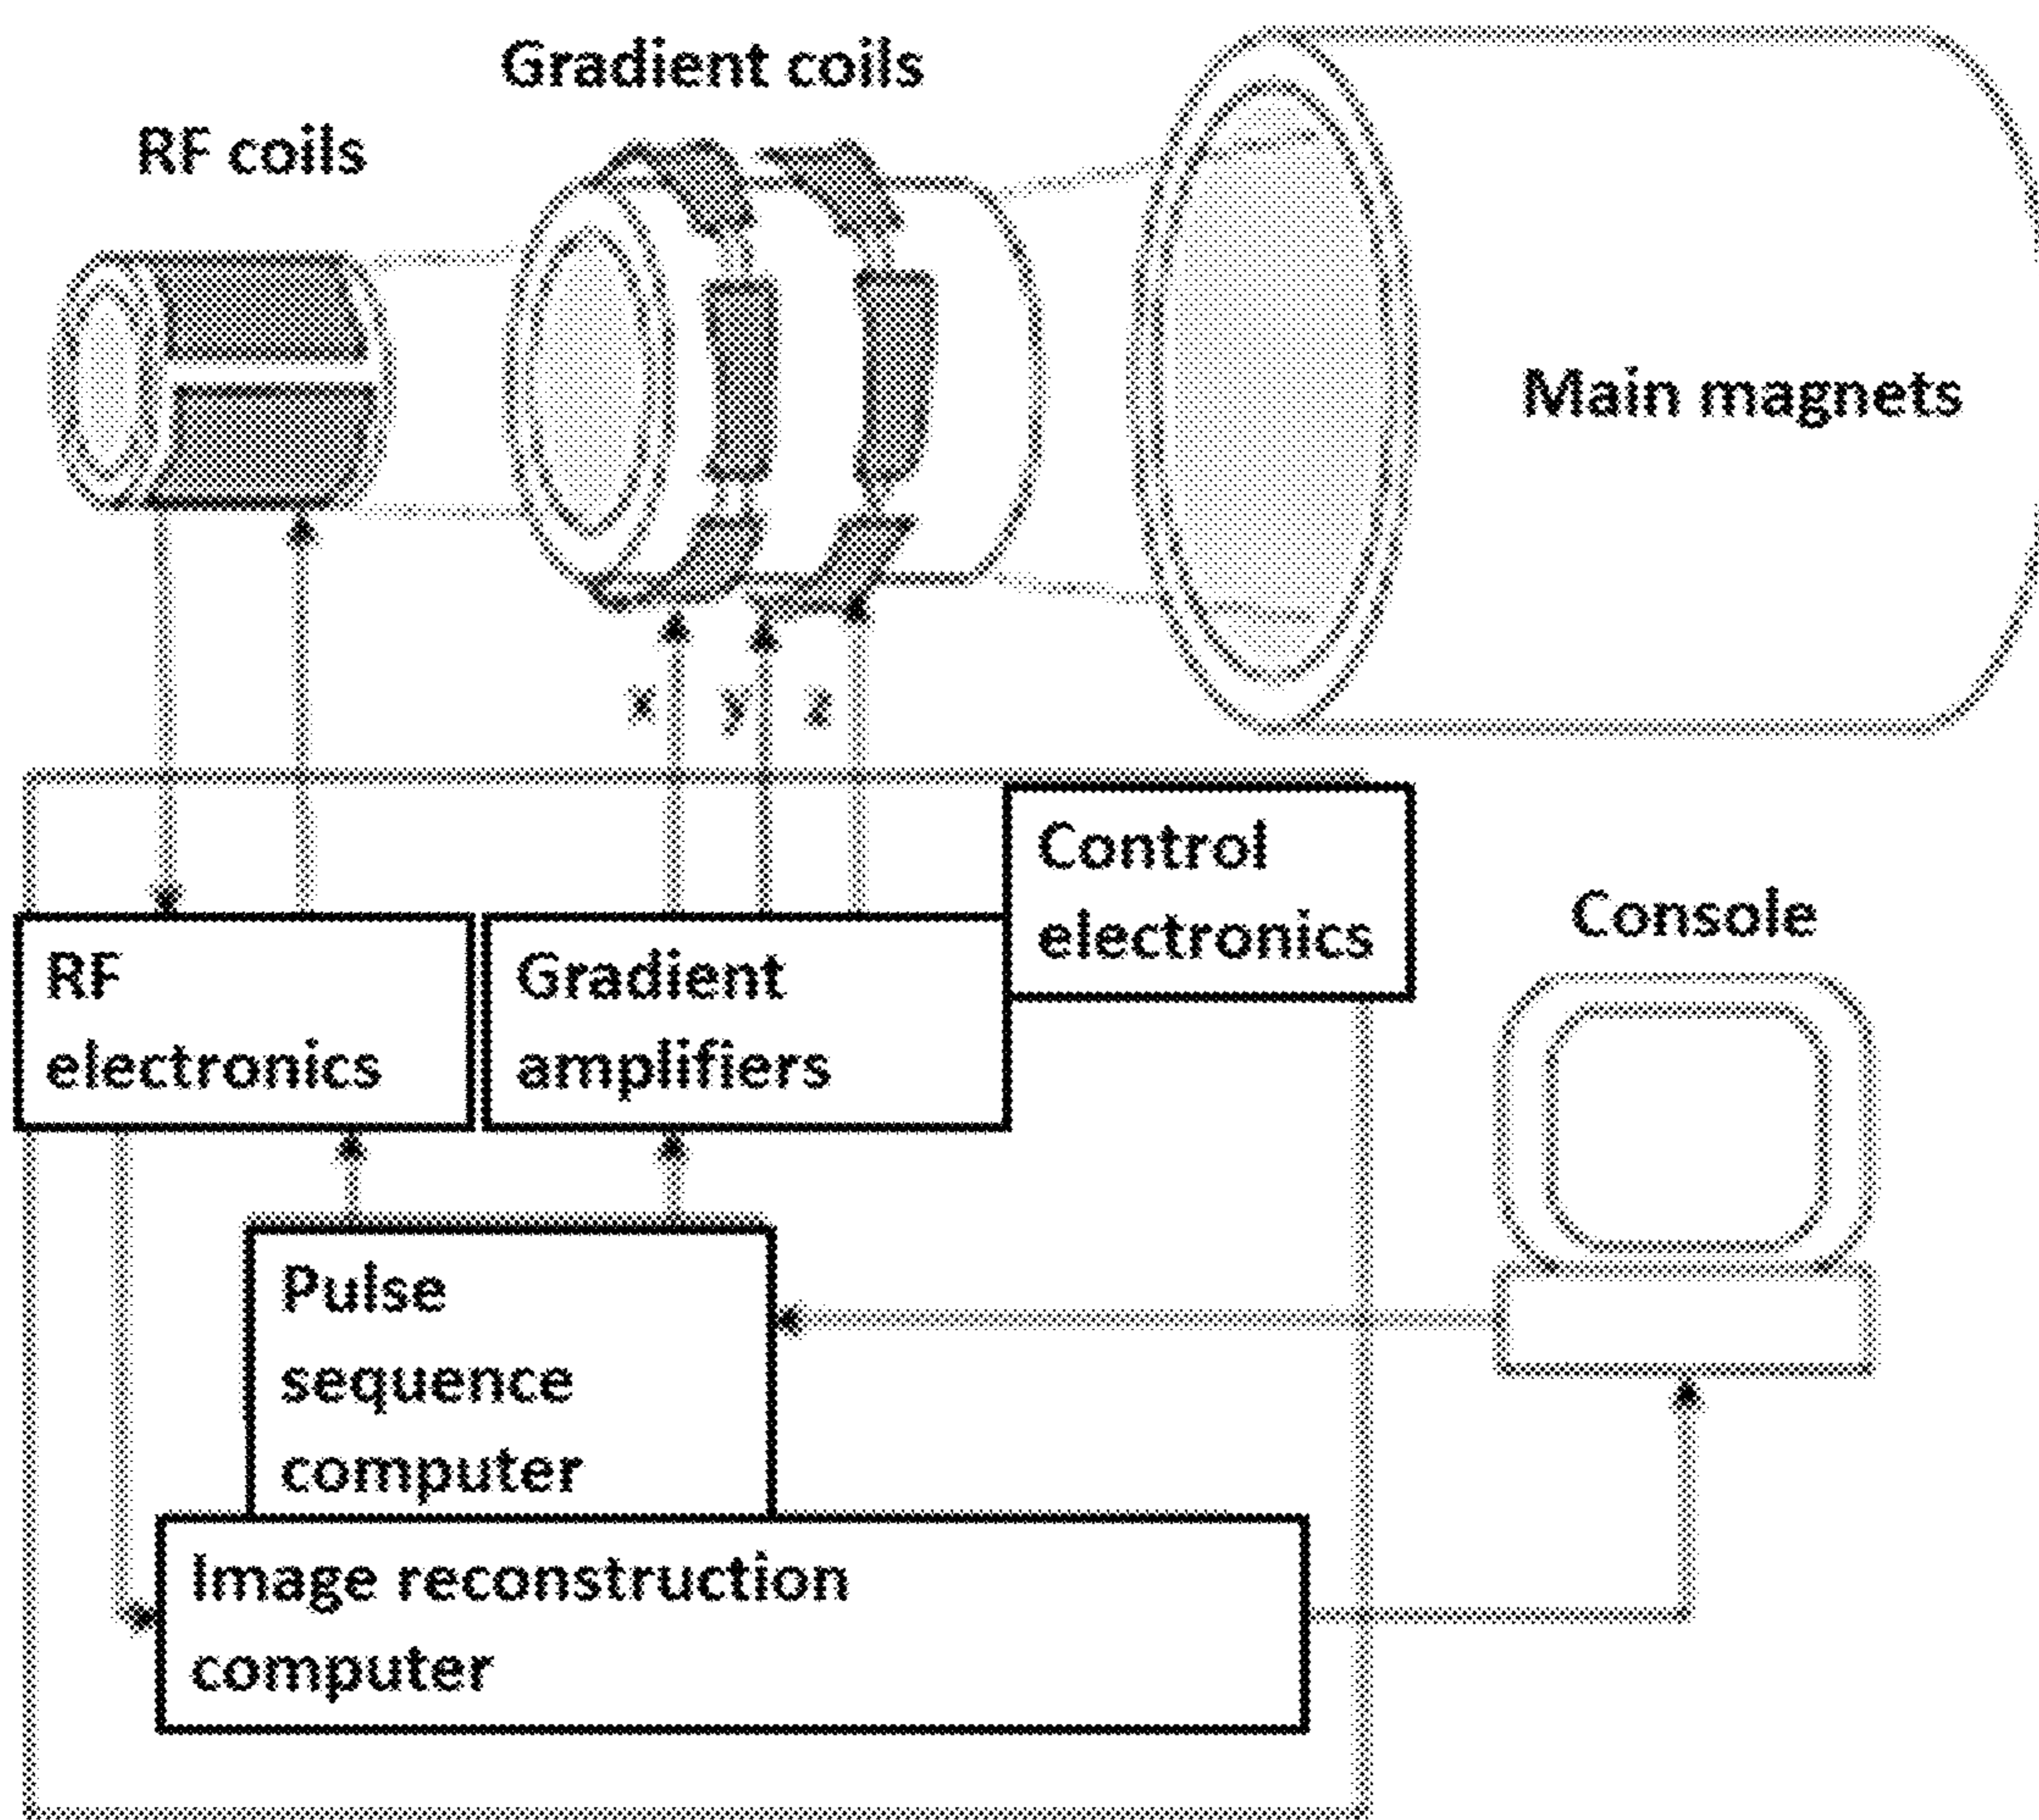 Gradient coils
RF coils
Main magnets
x y z
Control
electronics
Console
RF
electronics
Gradient
amplifiers
Pulse
sequence
computer
Image reconstruction
computer